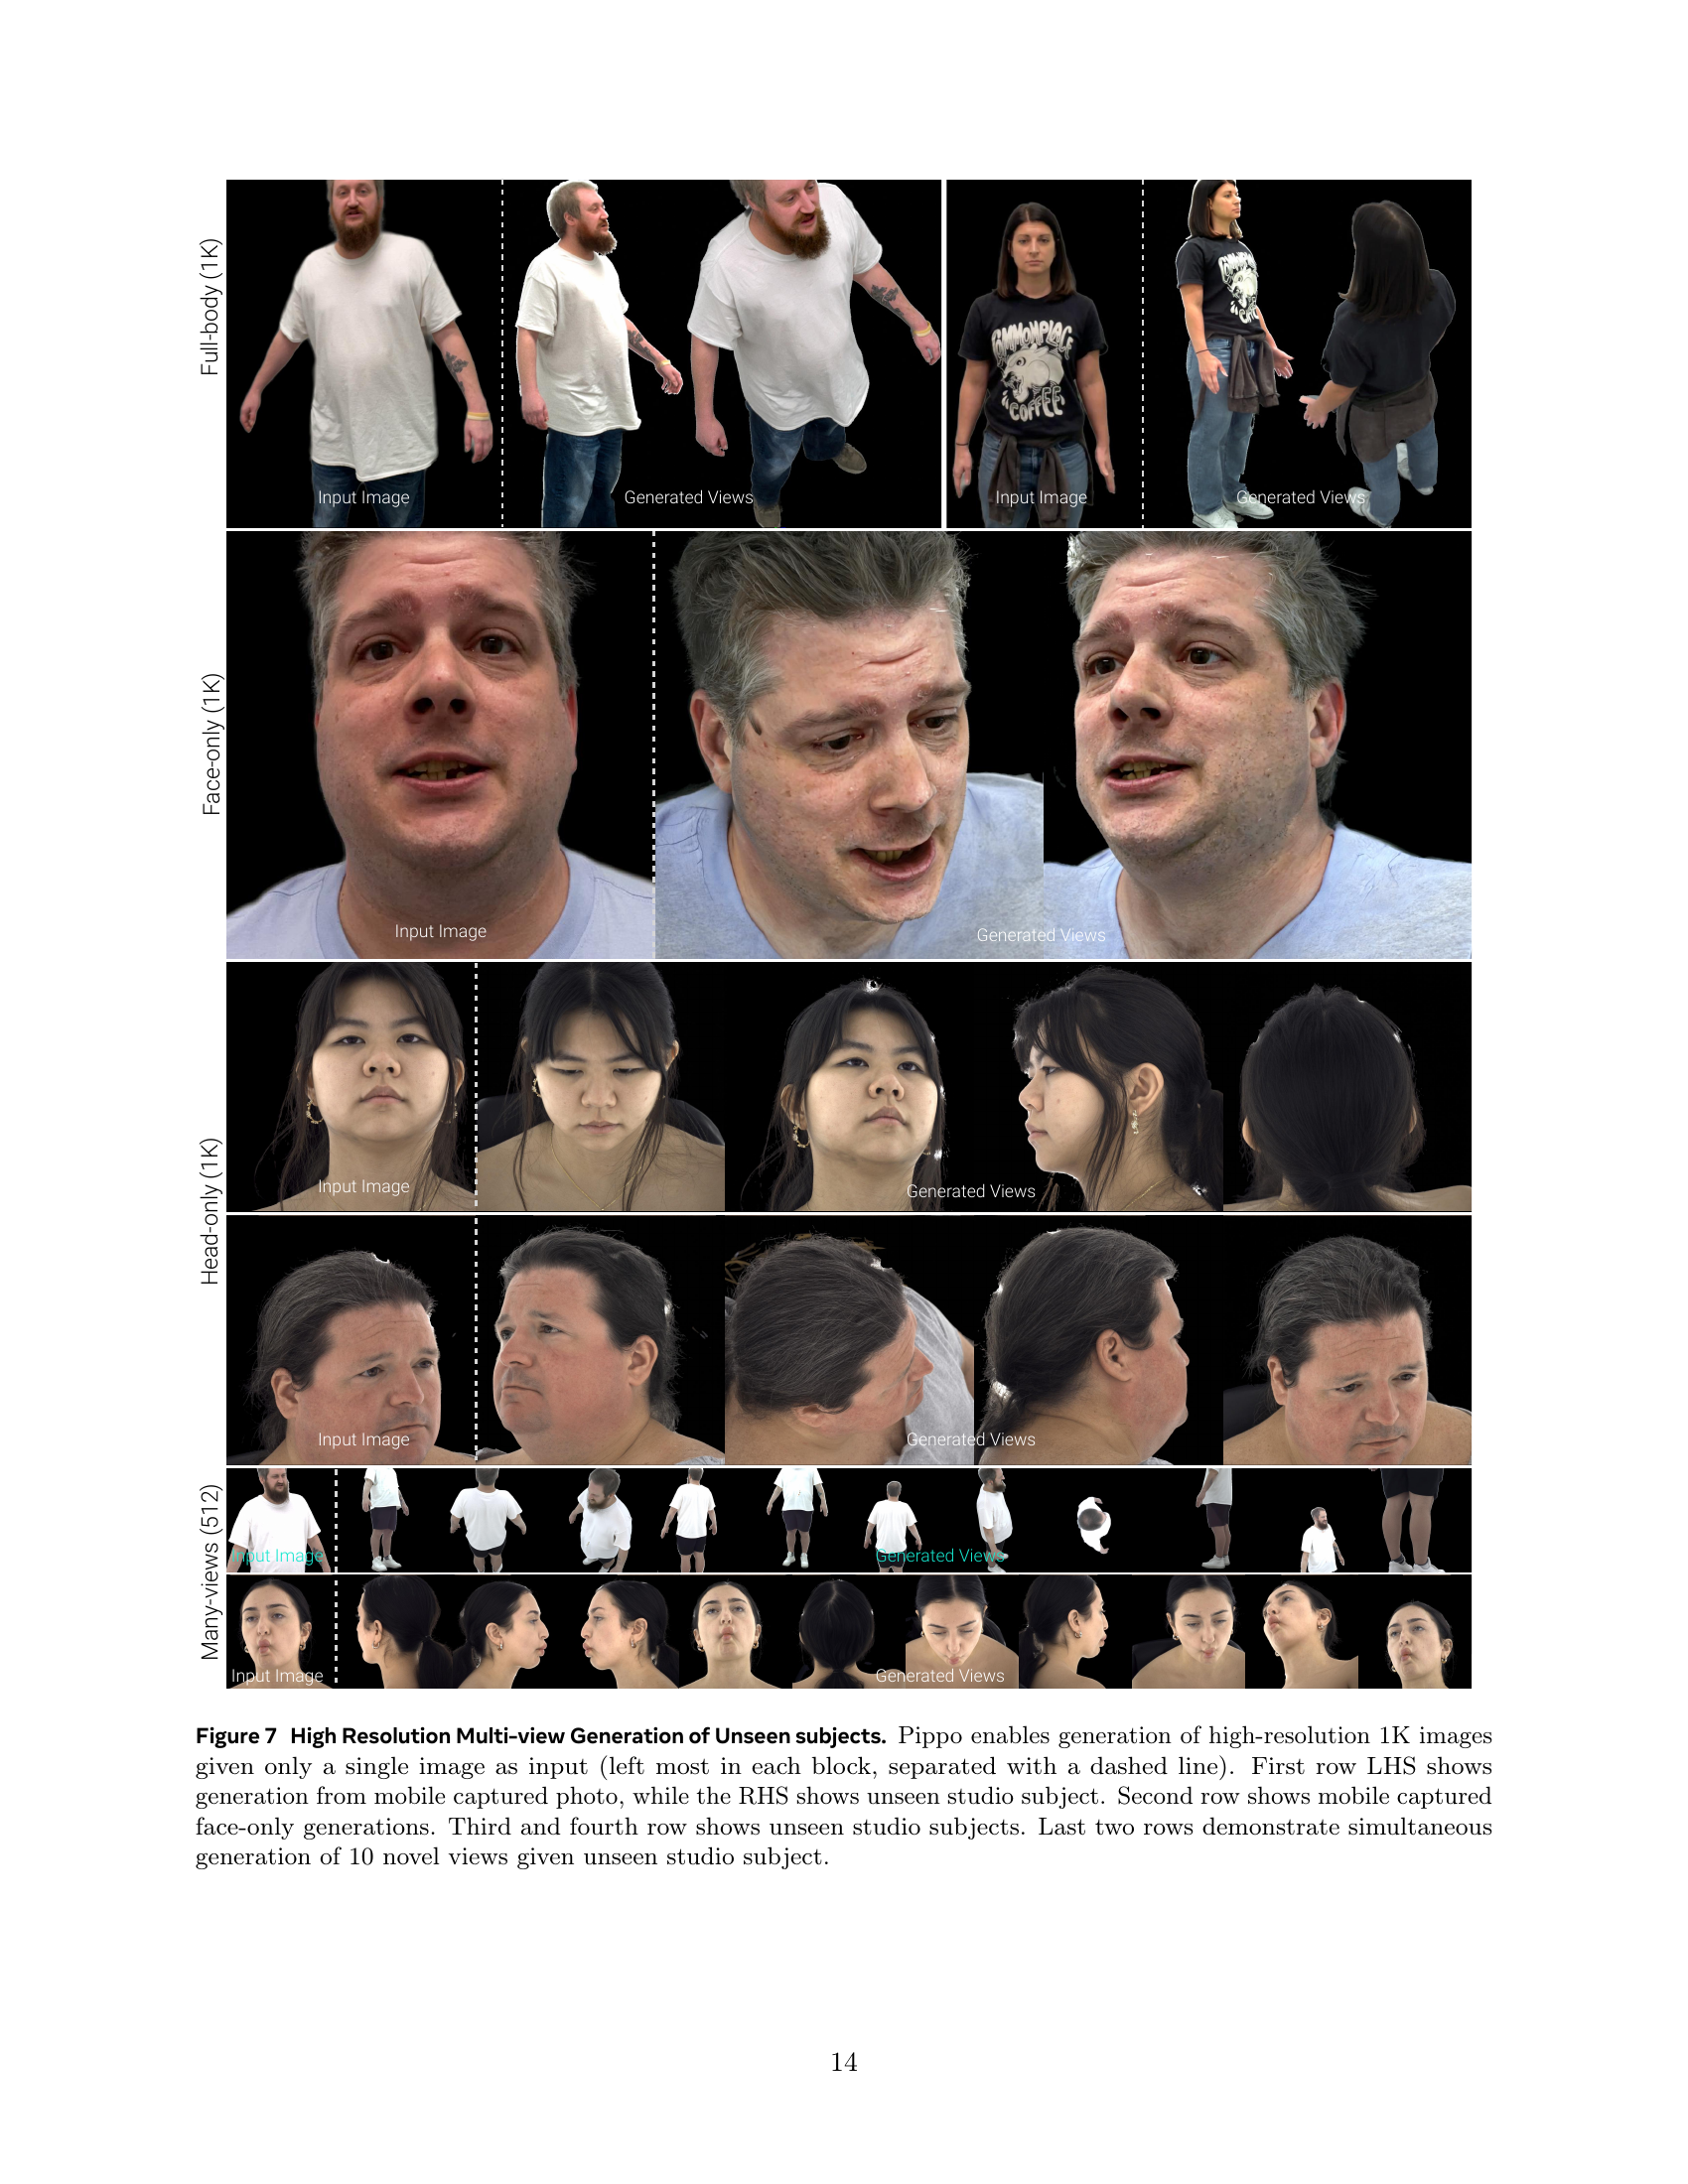 Full-body (1K)
COMMONPLACE
COFFEE
Input Image
Generated Views
Input Image
Generated Views
Face-only (1K)
Input Image
Generated Views
Head-only (1K)
Input Image
Generated Views
Input Image
Generated Views
Many-views (512)
Input Image
Generated Views
Input Image
Generated Views
Figure 7 High Resolution Multi-view Generation of Unseen subjects. Pippo enables generation of high-resolution 1K images
given only a single image as input (left most in each block, separated with a dashed line). First row LHS shows
generation from mobile captured photo, while the RHS shows unseen studio subject. Second row shows mobile captured
face-only generations. Third and fourth row shows unseen studio subjects. Last two rows demonstrate simultaneous
generation of 10 novel views given unseen studio subject.
14